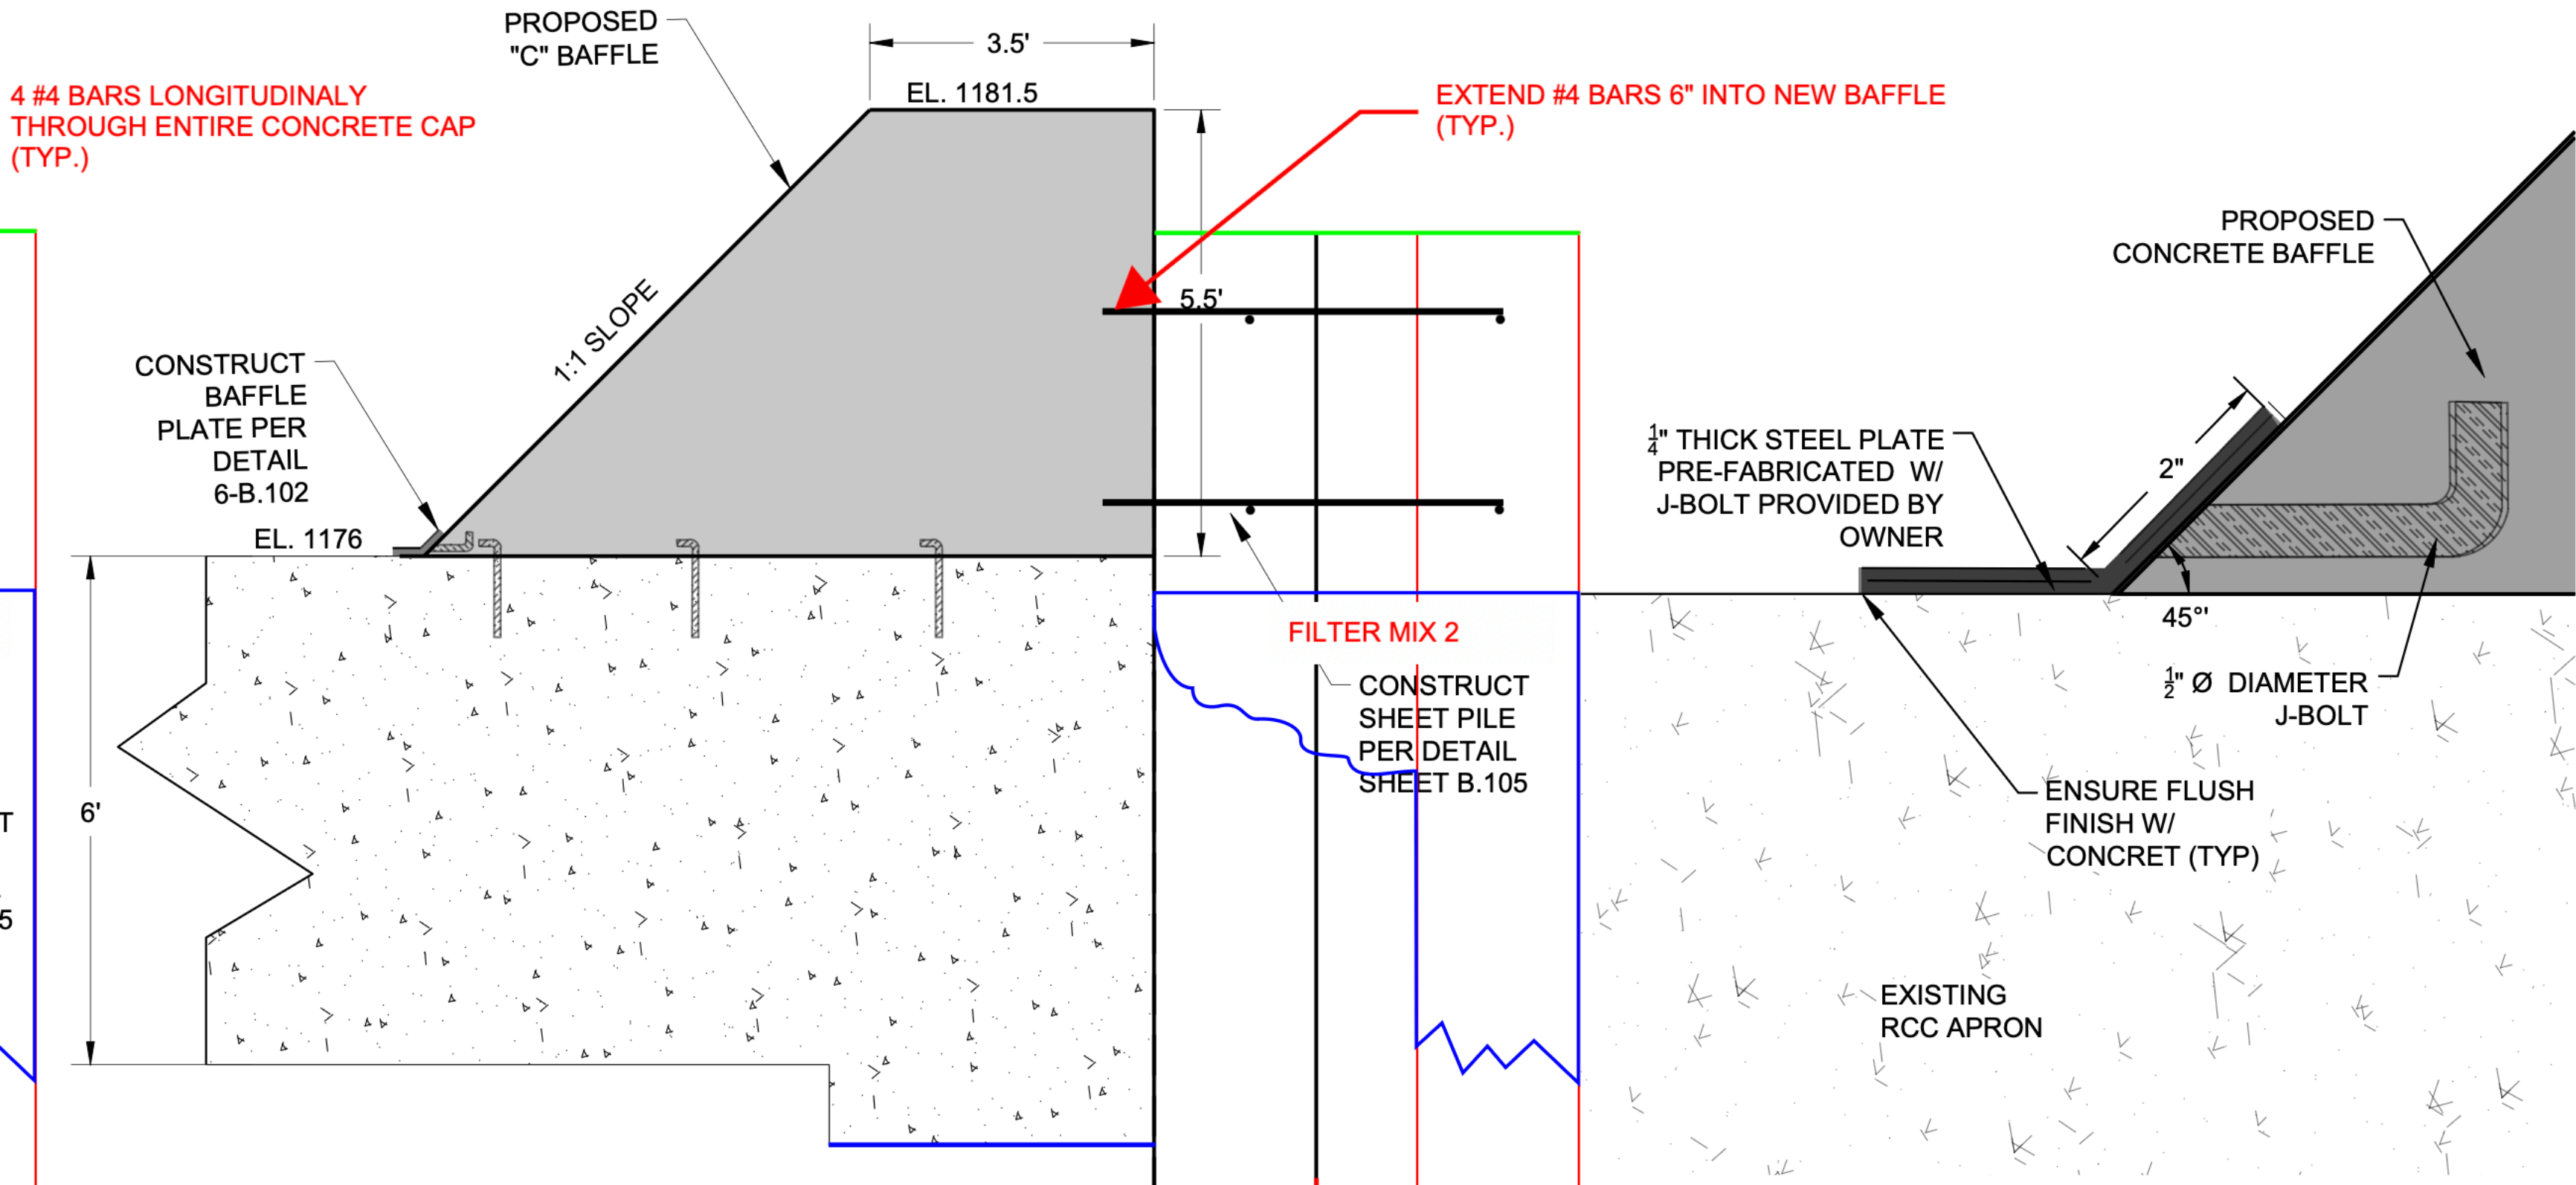 4 #4 BARS LONGITUDINALY
THROUGH ENTIRE CONCRETE CAP
(TYP.)
T
5
PROPOSED
"C" BAFFLE
3.5'
EL. 1181.5
EXTEND #4 BARS 6" INTO NEW BAFFLE
(TYP.)
5.5'
1:1 SLOPE
CONSTRUCT
BAFFLE
PLATE PER
DETAIL
6-B.102
EL. 1176
6'
FILTER MIX 2
CONSTRUCT
SHEET PILE
PER DETAIL
SHEET B.105
PROPOSED
CONCRETE BAFFLE
1/4" THICK STEEL PLATE
PRE-FABRICATED W/
J-BOLT PROVIDED BY
OWNER
2"
45°'
1/2" Ø DIAMETER
J-BOLT
ENSURE FLUSH
FINISH W/
CONCRET (TYP)
EXISTING
RCC APRON